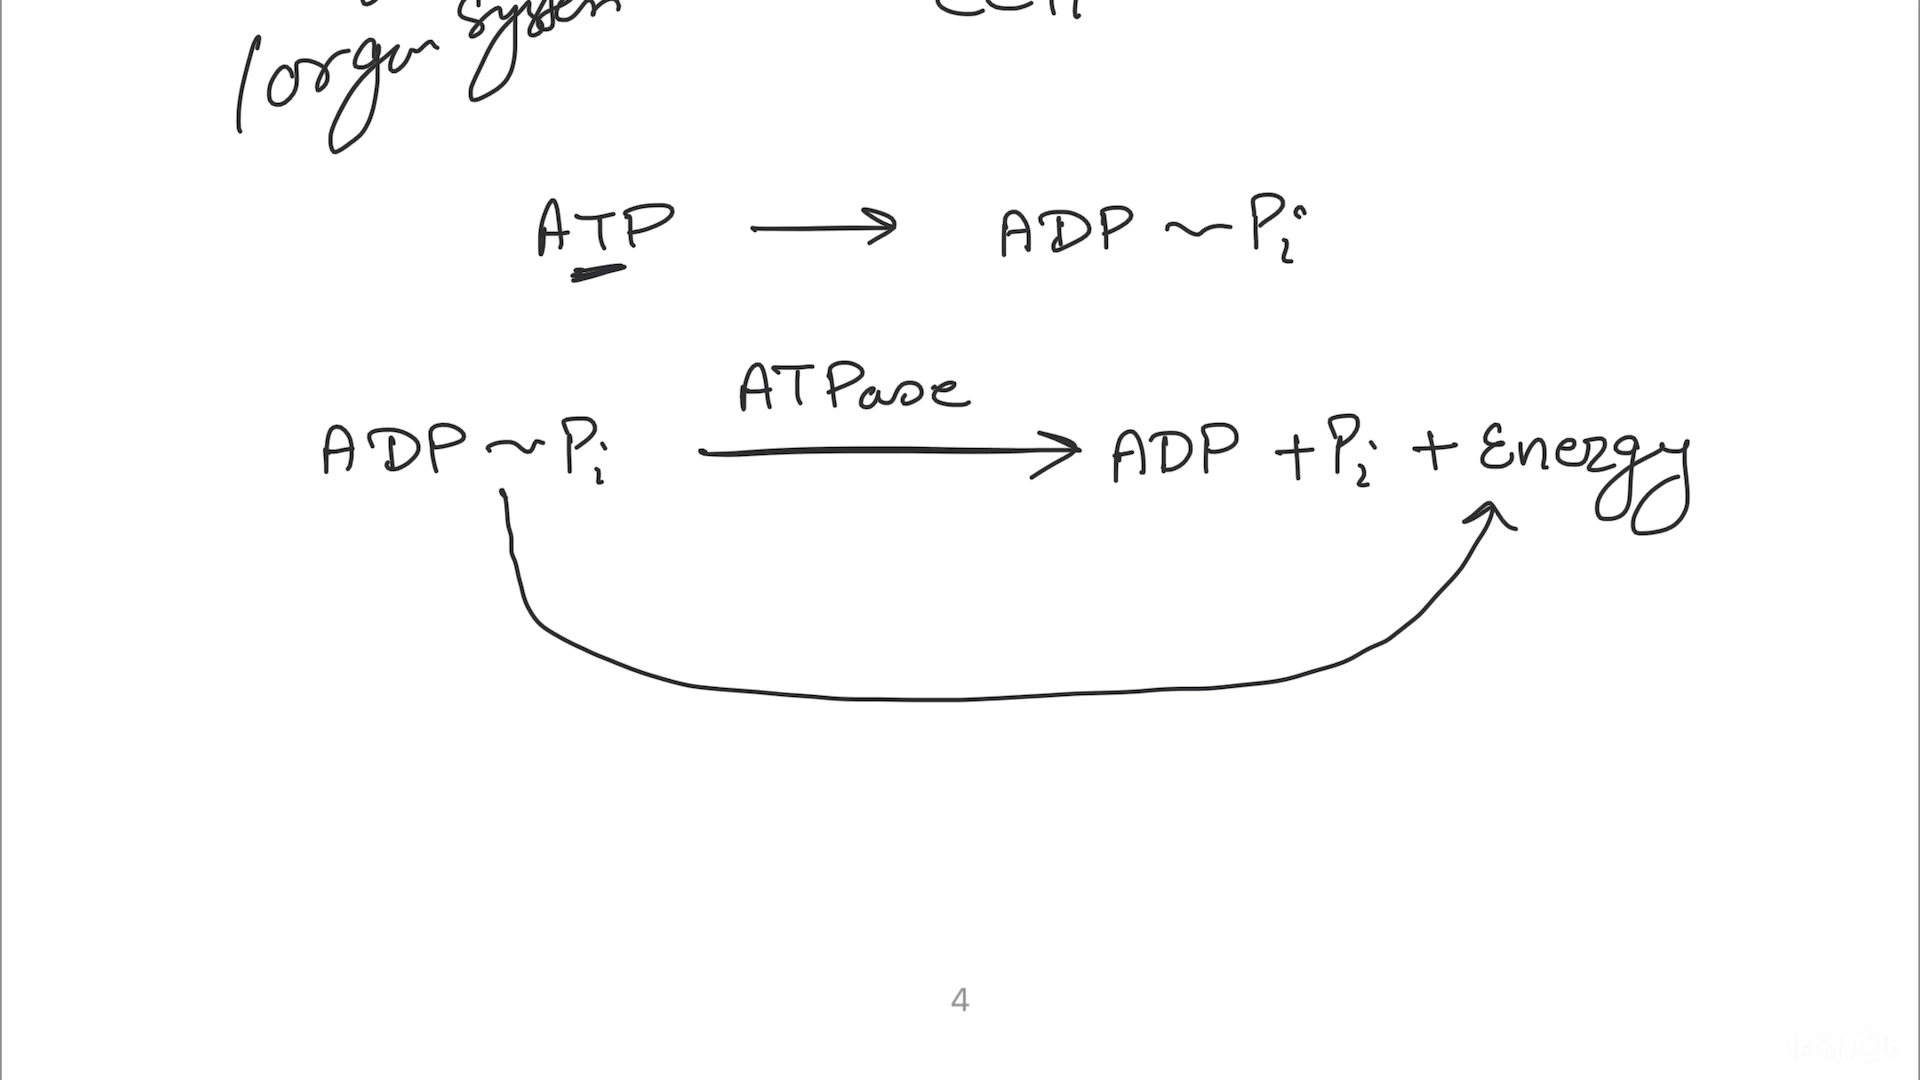 /organ system
ATP → ADP ~ Pi
ATPase
ADP ~ Pi → ADP + Pi + Energy
4